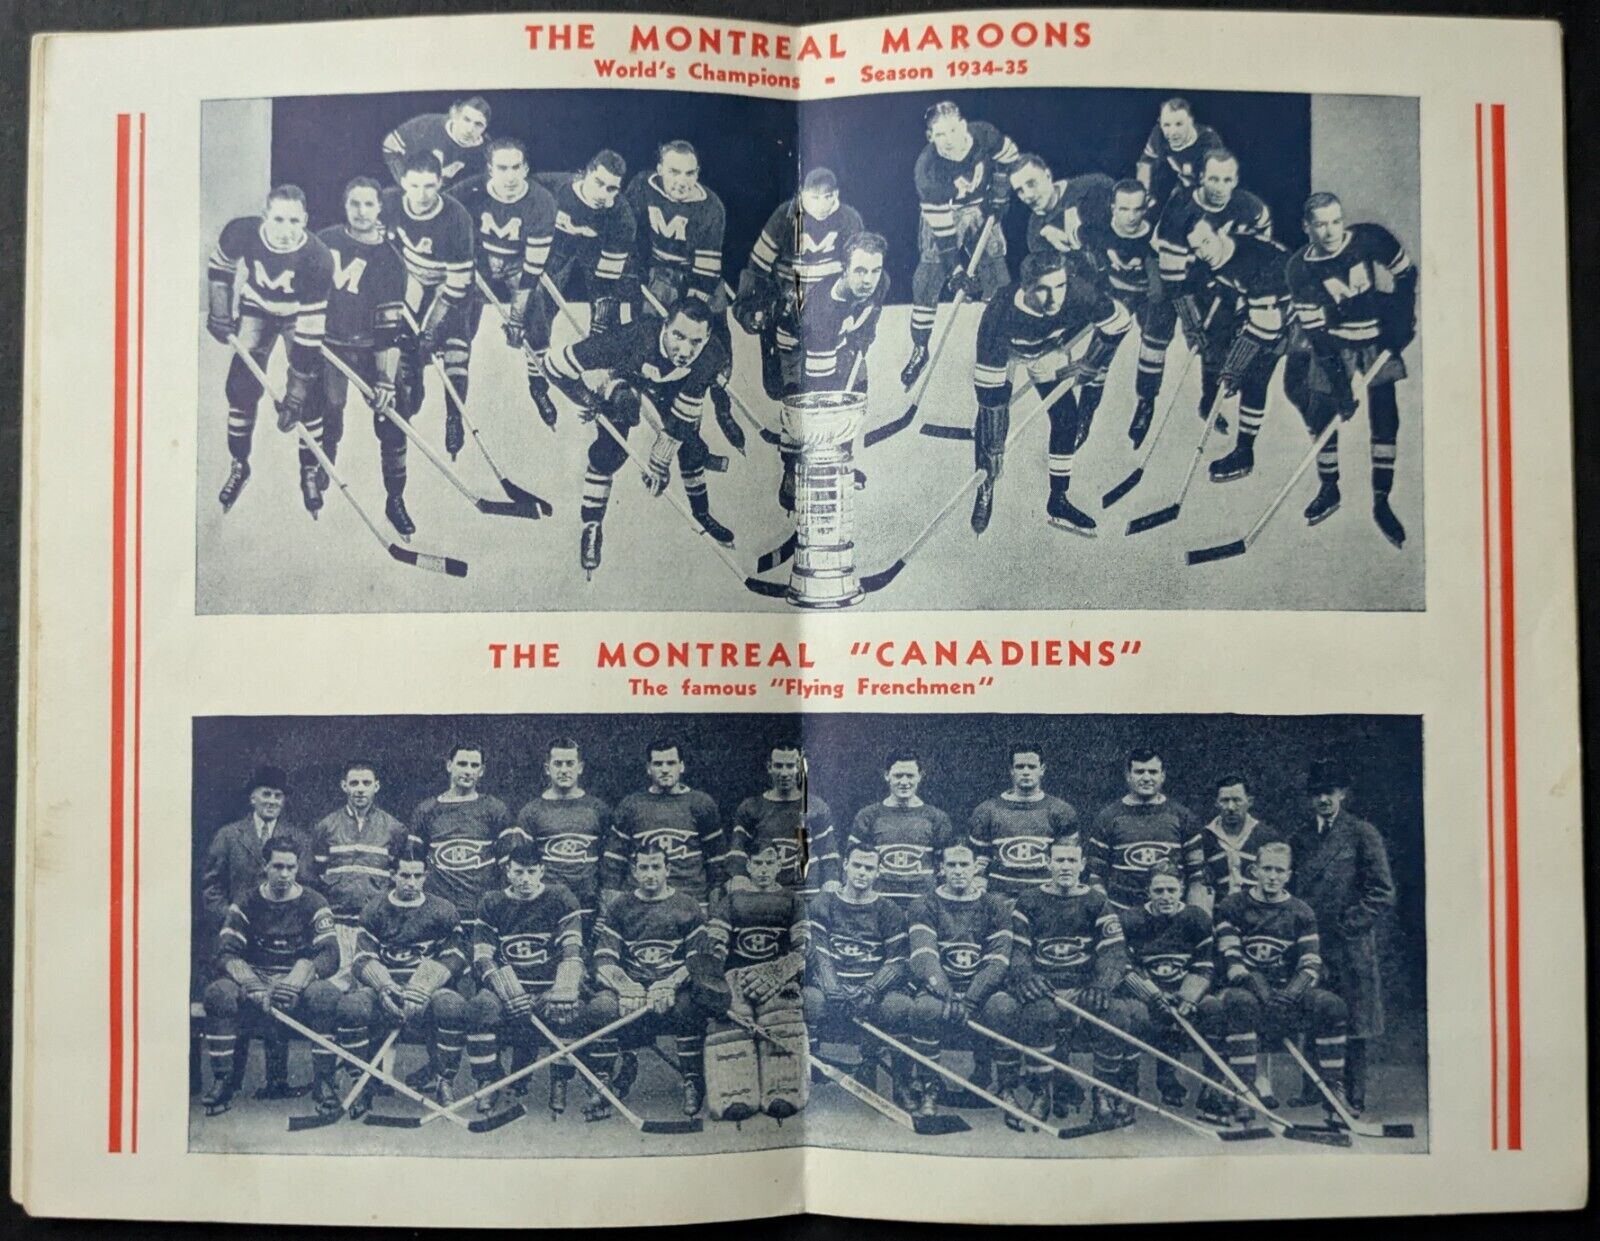 THE MONTREAL MAROONS
World's Champions - Season 1934-35
M M M M M M M M M M
THE MONTREAL "CANADIENS"
The famous "Flying Frenchmen"